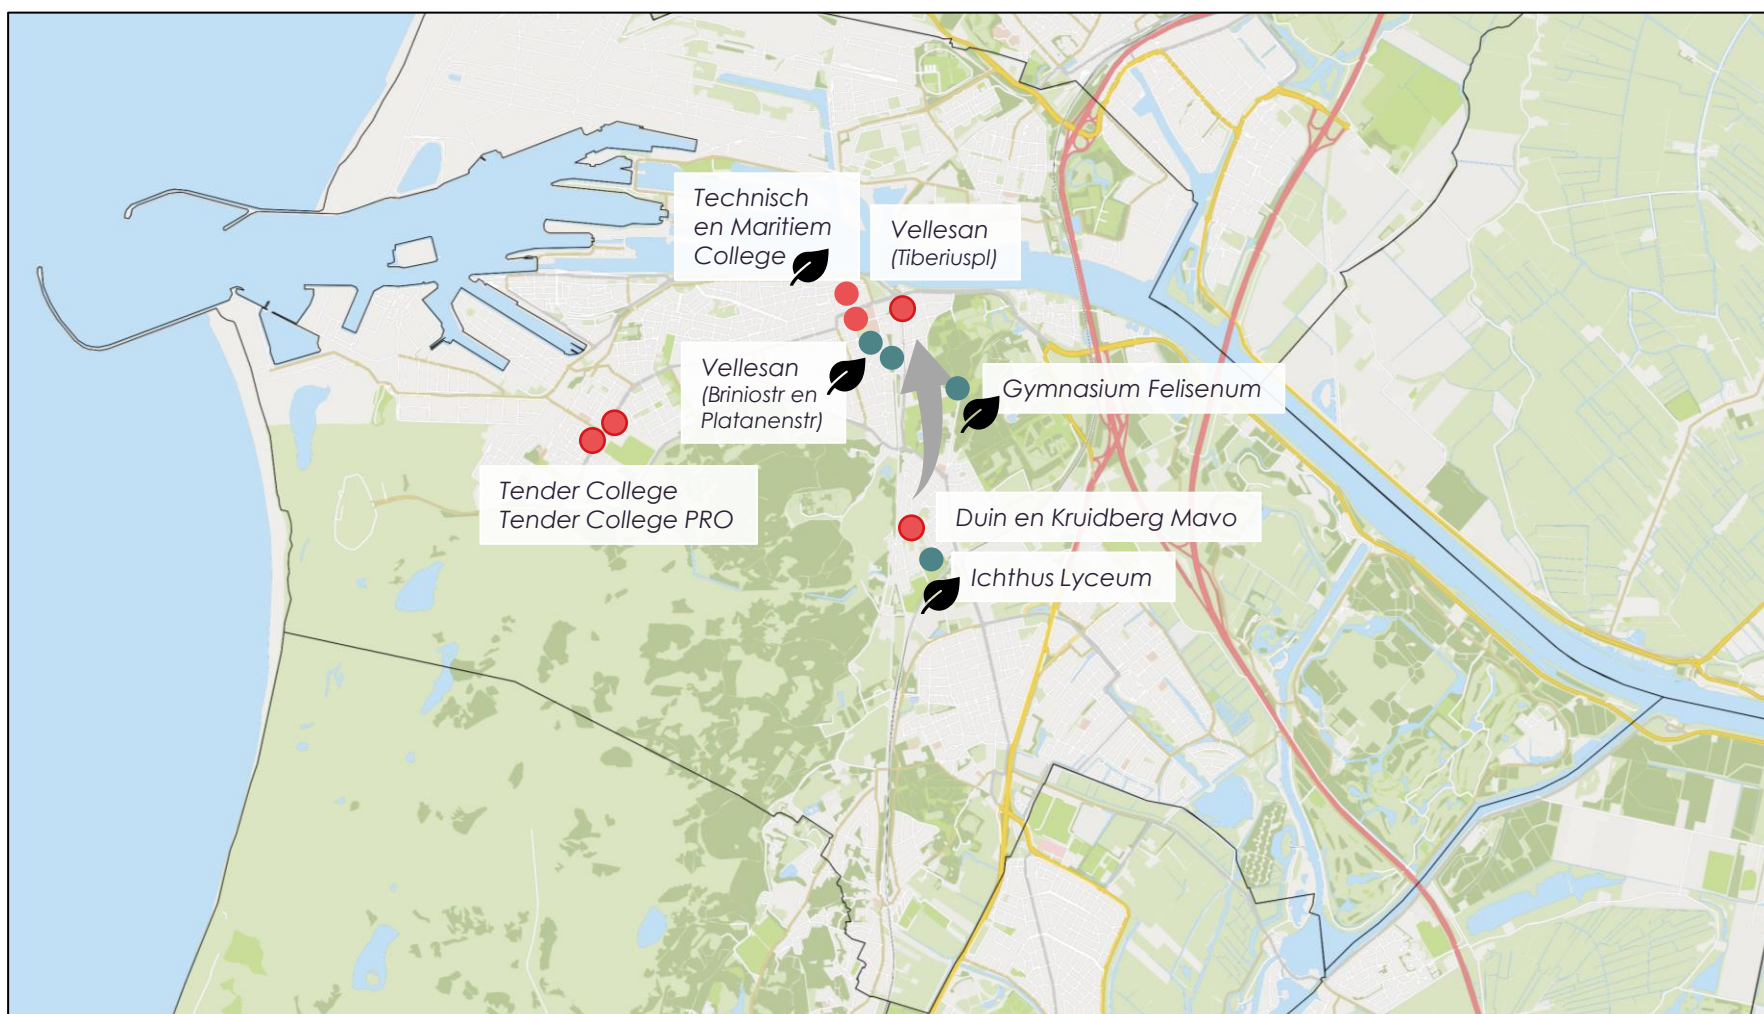 Technisch
en Maritiem
College
Vellesan
(Tiberiuspl)
Vellesan
(Briniostr en
Platanenstr)
Gymnasium Felisenum
Tender College
Tender College PRO
Duin en Kruidberg Mavo
Ichthus Lyceum